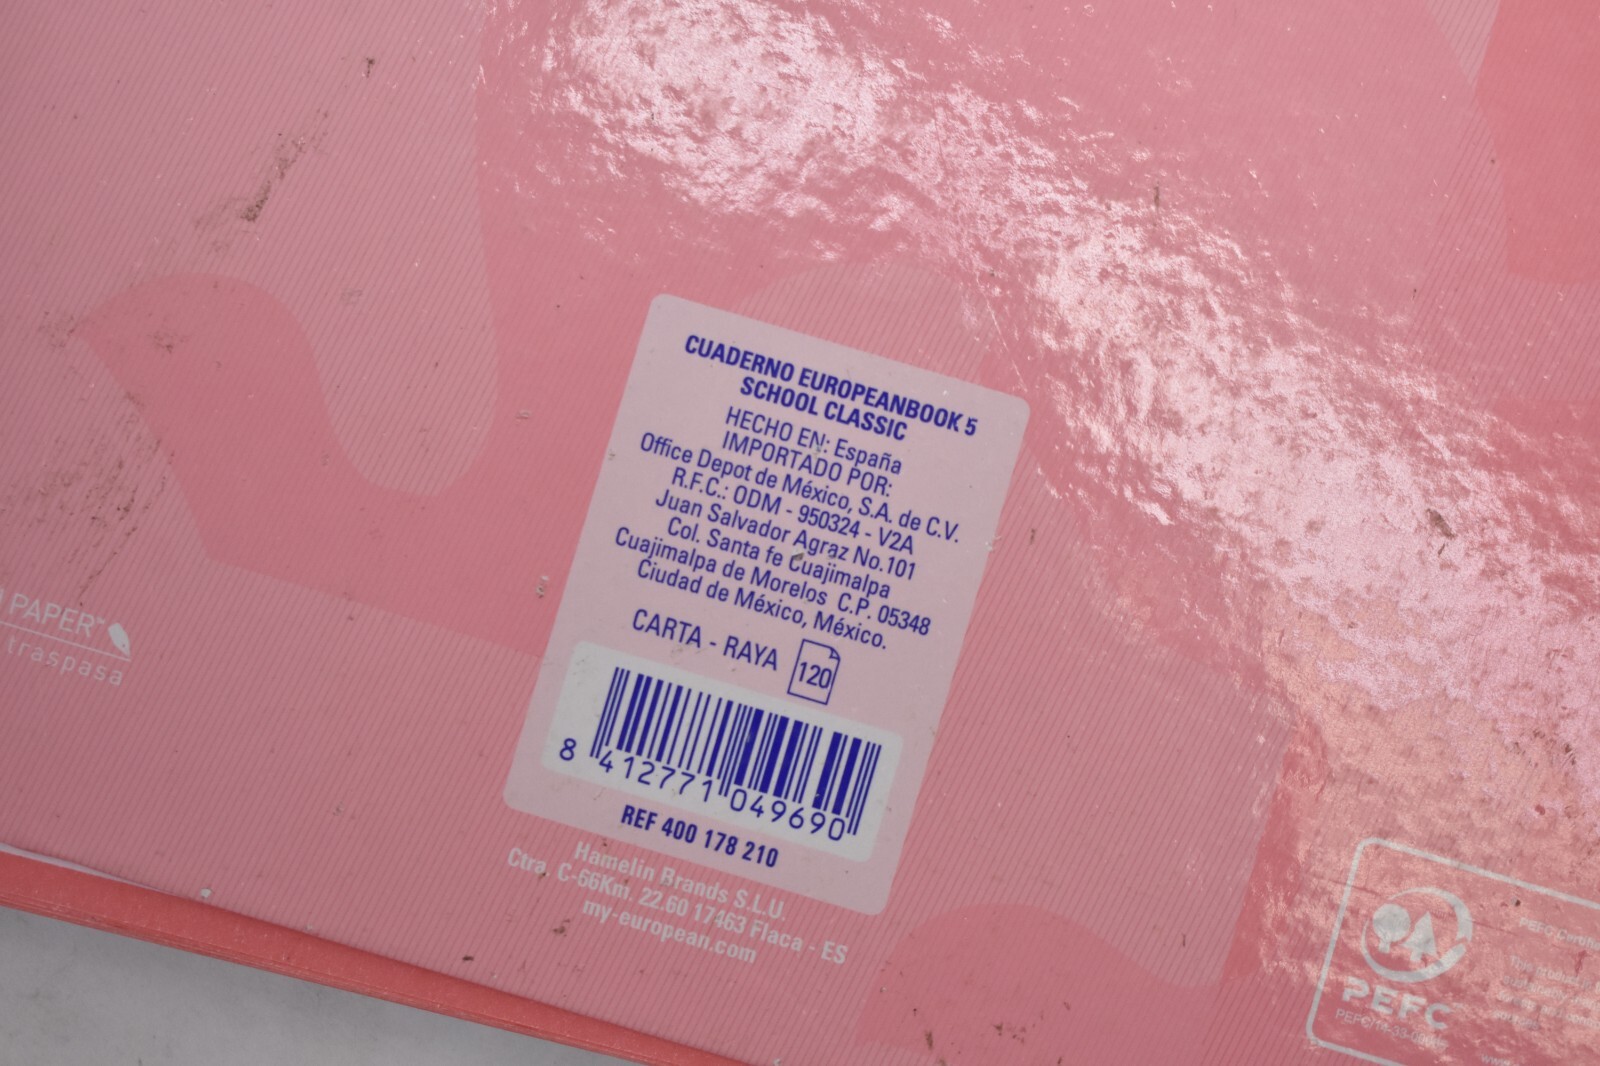 CUADERNO EUROPEANBOOK 5
SCHOOL CLASSIC
HECHO EN: España
IMPORTADO POR:
Office Depot de México, S.A. de C.V.
R.F.C.: ODM - 950324 - V2A
Juan Salvador Agraz No.101
Col. Santa fe Cuajimalpa
Cuajimalpa de Morelos C.P. 05348
Ciudad de México, México.
CARTA - RAYA 120
8 412771 049690
REF 400 178 210
Hamelin Brands S.L.U.
Ctra. C-66Km. 22.60 17463 Flaca - ES
my-european.com
PAPER™
traspasa
PEFC
PEFC